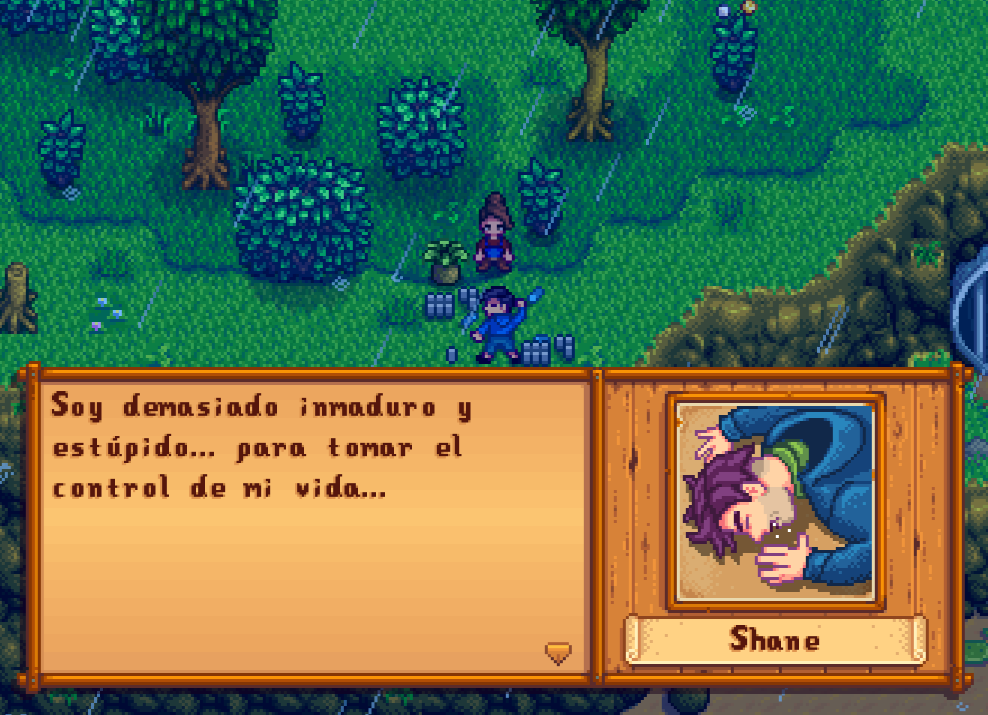 Soy demasiado inmaduro y
estúpido... para tomar el
control de mi vida...
Shane